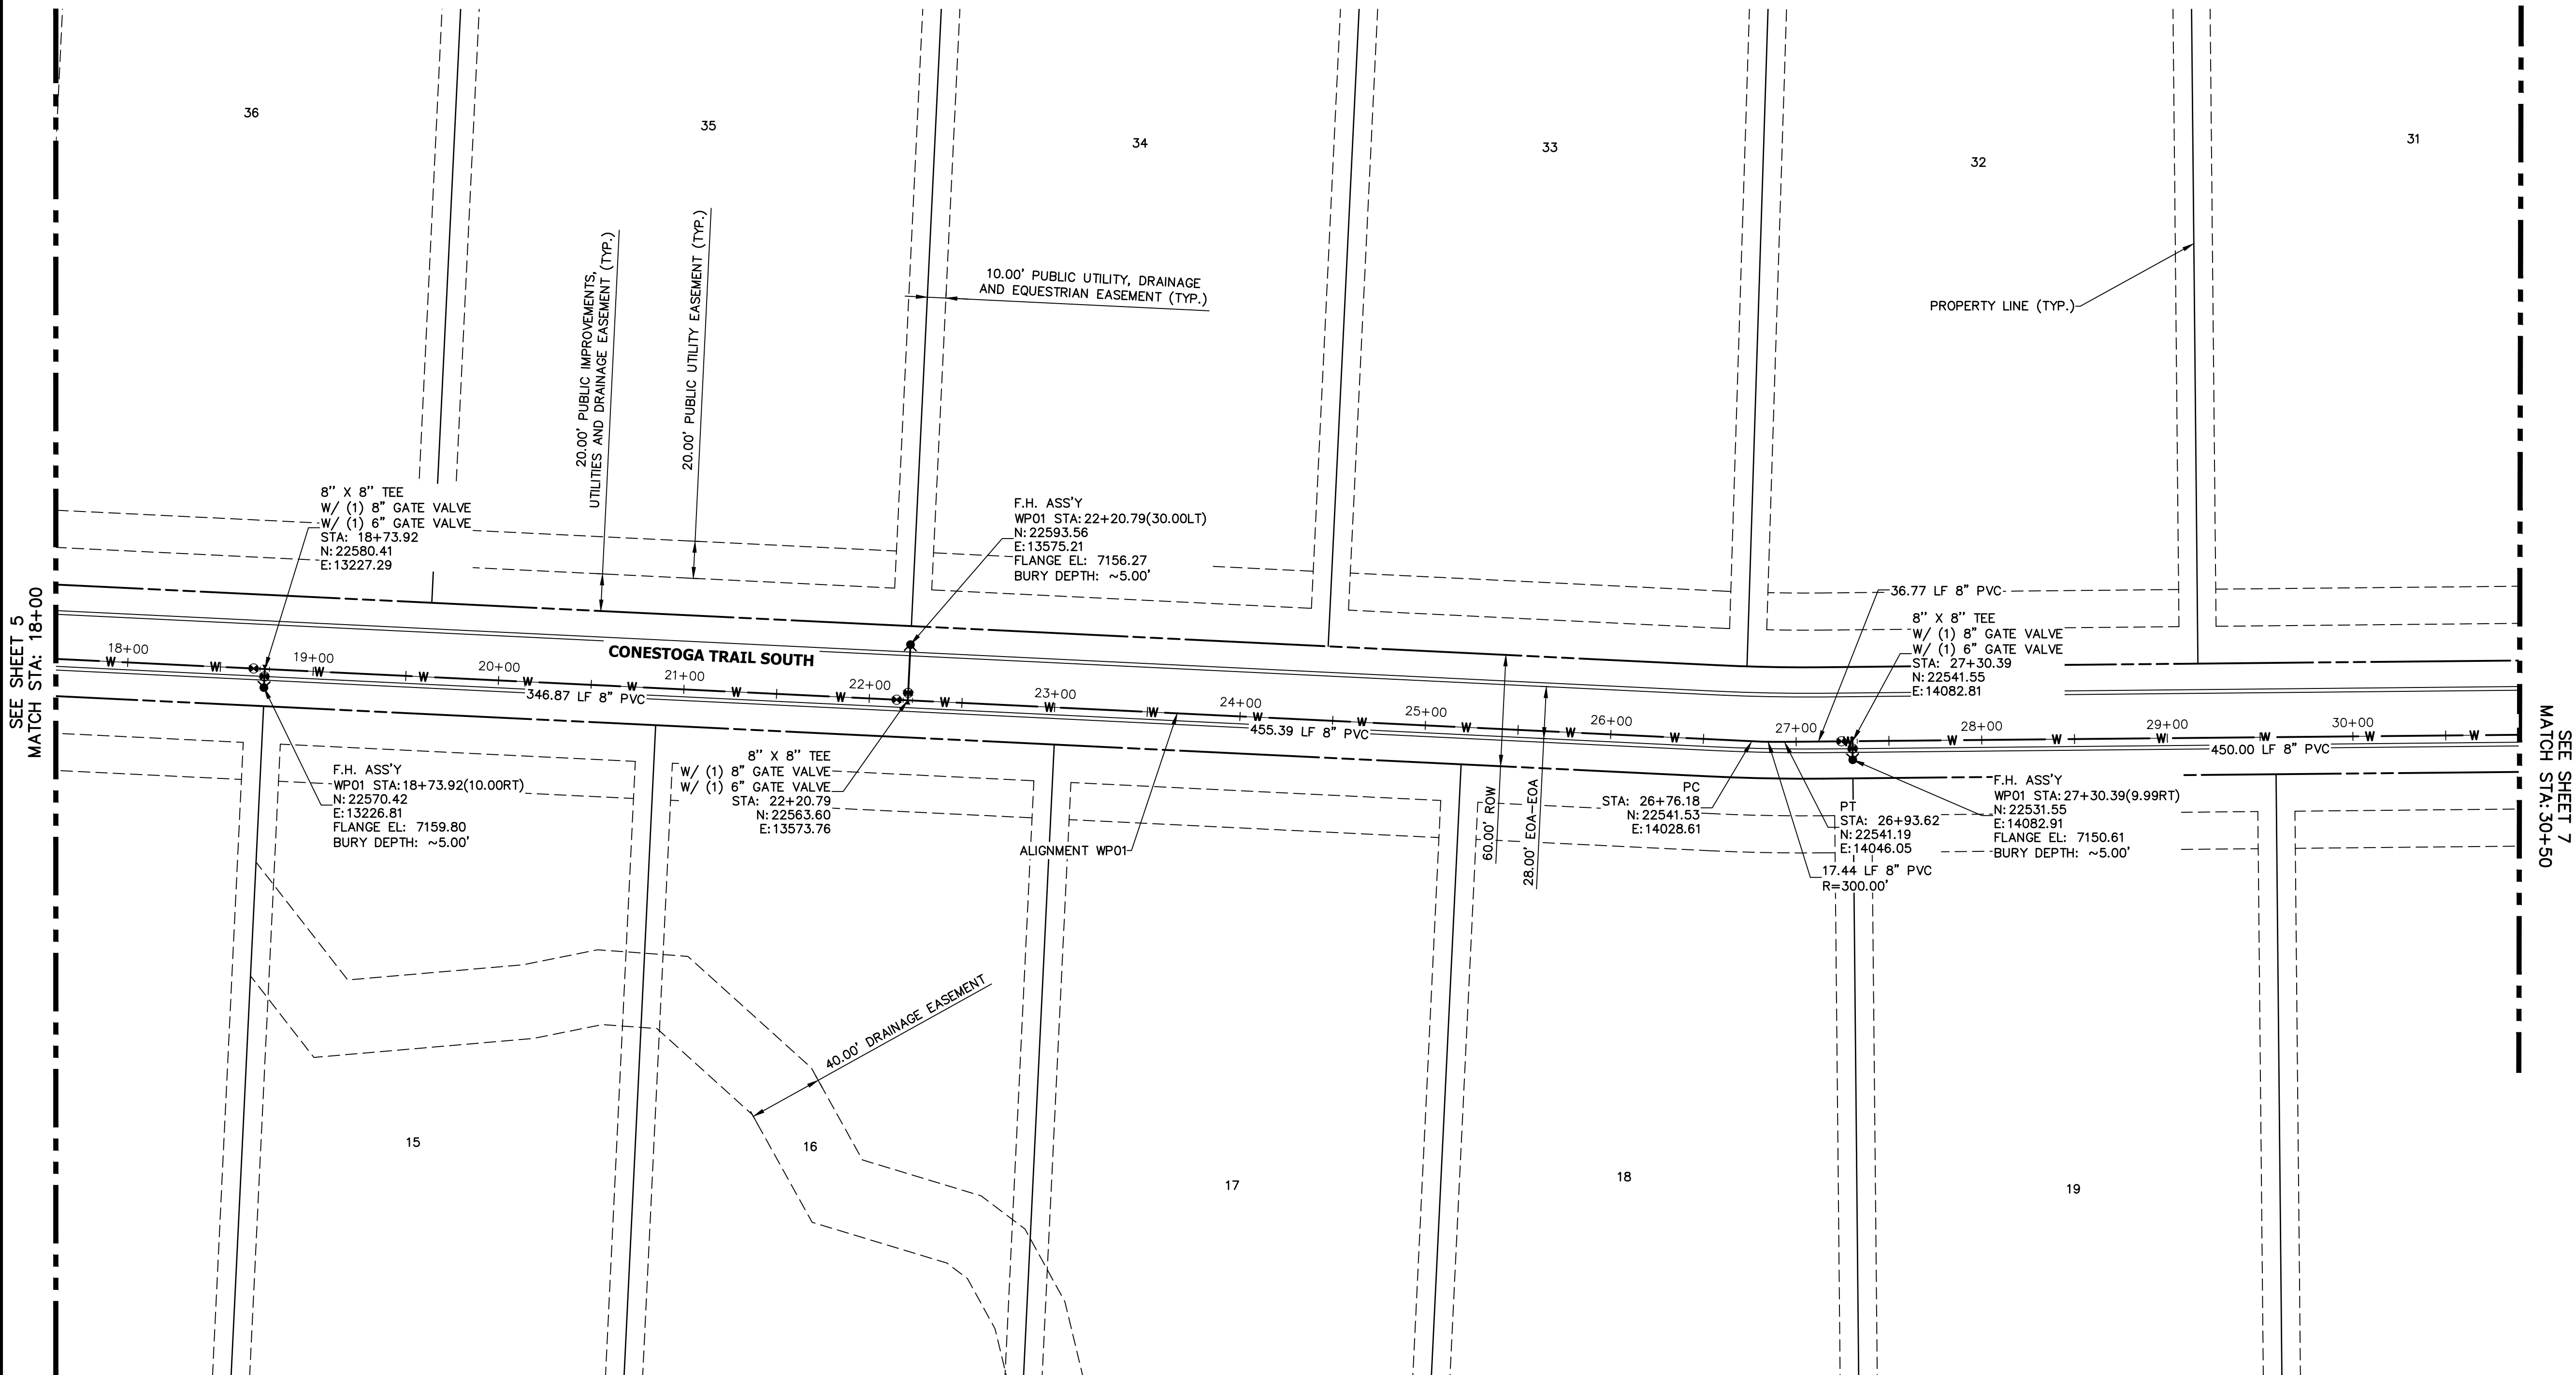 36
35
34
33
32
31
20.00' PUBLIC IMPROVEMENTS,
UTILITIES AND DRAINAGE EASEMENT (TYP.)
20.00' PUBLIC UTILITY EASEMENT (TYP.)
10.00' PUBLIC UTILITY, DRAINAGE
AND EQUESTRIAN EASEMENT (TYP.)
PROPERTY LINE (TYP.)
8" X 8" TEE
W/ (1) 8" GATE VALVE
W/ (1) 6" GATE VALVE
STA: 18+73.92
N:22580.41
E:13227.29
F.H. ASS'Y
WP01 STA:22+20.79(30.00LT)
N:22593.56
E:13575.21
FLANGE EL: 7156.27
BURY DEPTH: ~5.00'
36.77 LF 8" PVC
8" X 8" TEE
W/ (1) 8" GATE VALVE
W/ (1) 6" GATE VALVE
STA: 27+30.39
N:22541.55
E:14082.81
SEE SHEET 5
MATCH STA: 18+00
CONESTOGA TRAIL SOUTH
18+00
19+00
20+00
21+00
22+00
23+00
24+00
25+00
26+00
27+00
28+00
29+00
30+00
W W W W W W W W W W W W W W W W W W W W W W W W
346.87 LF 8" PVC
455.39 LF 8" PVC
450.00 LF 8" PVC
SEE SHEET 7
MATCH STA:30+50
F.H. ASS'Y
WP01 STA:18+73.92(10.00RT)
N:22570.42
E:13226.81
FLANGE EL: 7159.80
BURY DEPTH: ~5.00'
8" X 8" TEE
W/ (1) 8" GATE VALVE
W/ (1) 6" GATE VALVE
STA: 22+20.79
N:22563.60
E:13573.76
ALIGNMENT WP01
60.00' ROW
28.00' EOA-EOA
PC
STA: 26+76.18
N:22541.53
E:14028.61
PT
STA: 26+93.62
N:22541.19
E:14046.05
17.44 LF 8" PVC
R=300.00'
F.H. ASS'Y
WP01 STA:27+30.39(9.99RT)
N:22531.55
E:14082.91
FLANGE EL: 7150.61
BURY DEPTH: ~5.00'
40.00' DRAINAGE EASEMENT
15
16
17
18
19